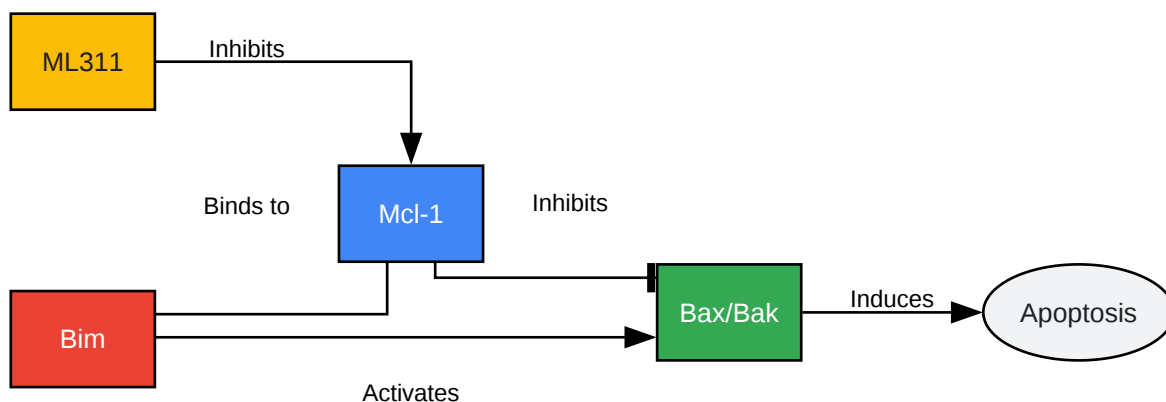 ML311
Inhibits
Mcl-1
Binds to
Inhibits
Bim
Bax/Bak
Induces
Apoptosis
Activates